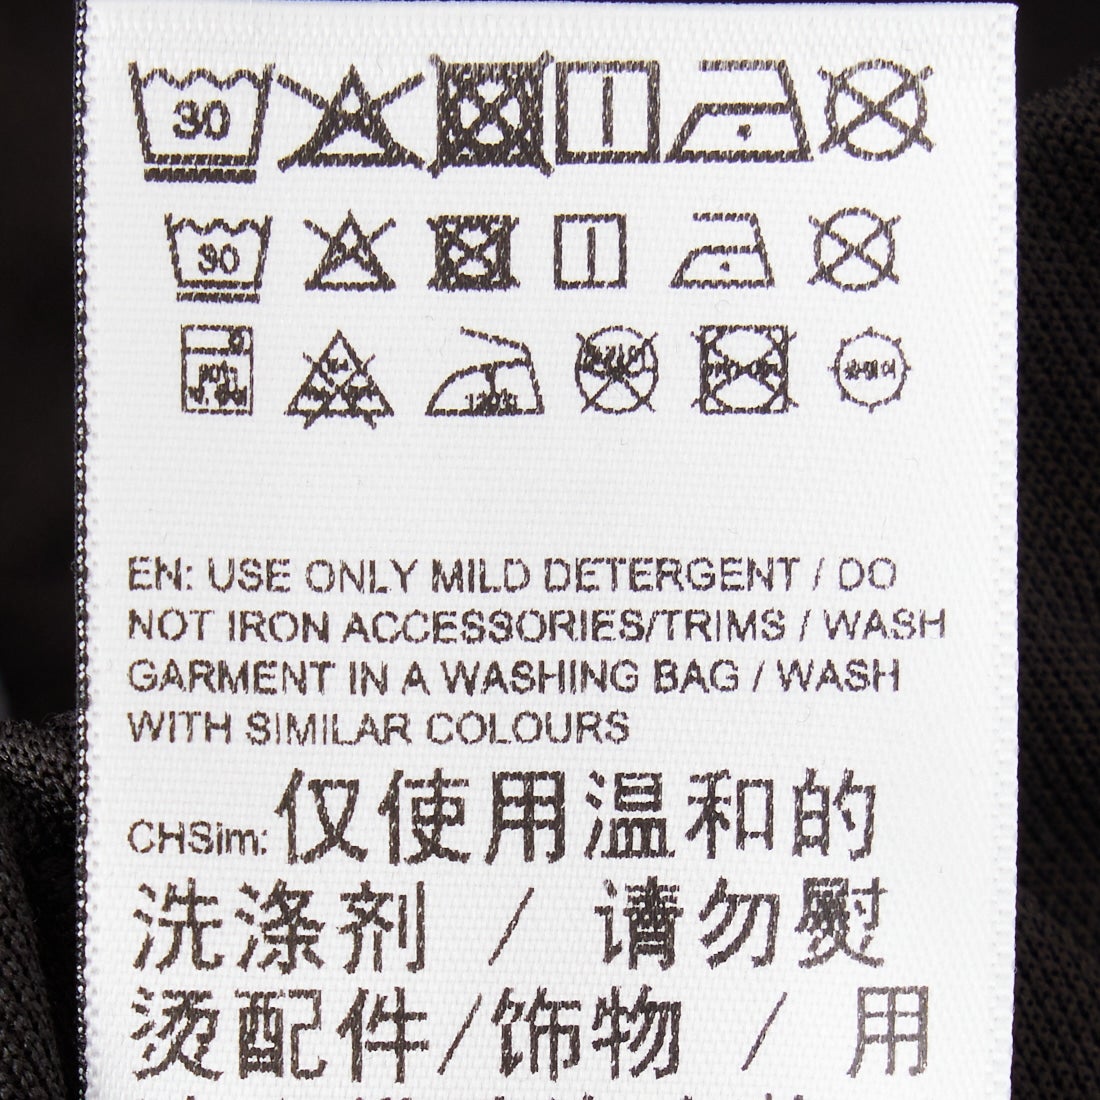 30
30
EN: USE ONLY MILD DETERGENT / DO
NOT IRON ACCESSORIES/TRIMS / WASH
GARMENT IN A WASHING BAG / WASH
WITH SIMILAR COLOURS
CHSim: 仅使用温和的
洗涤剂 / 请勿熨
烫配件/饰物 / 用